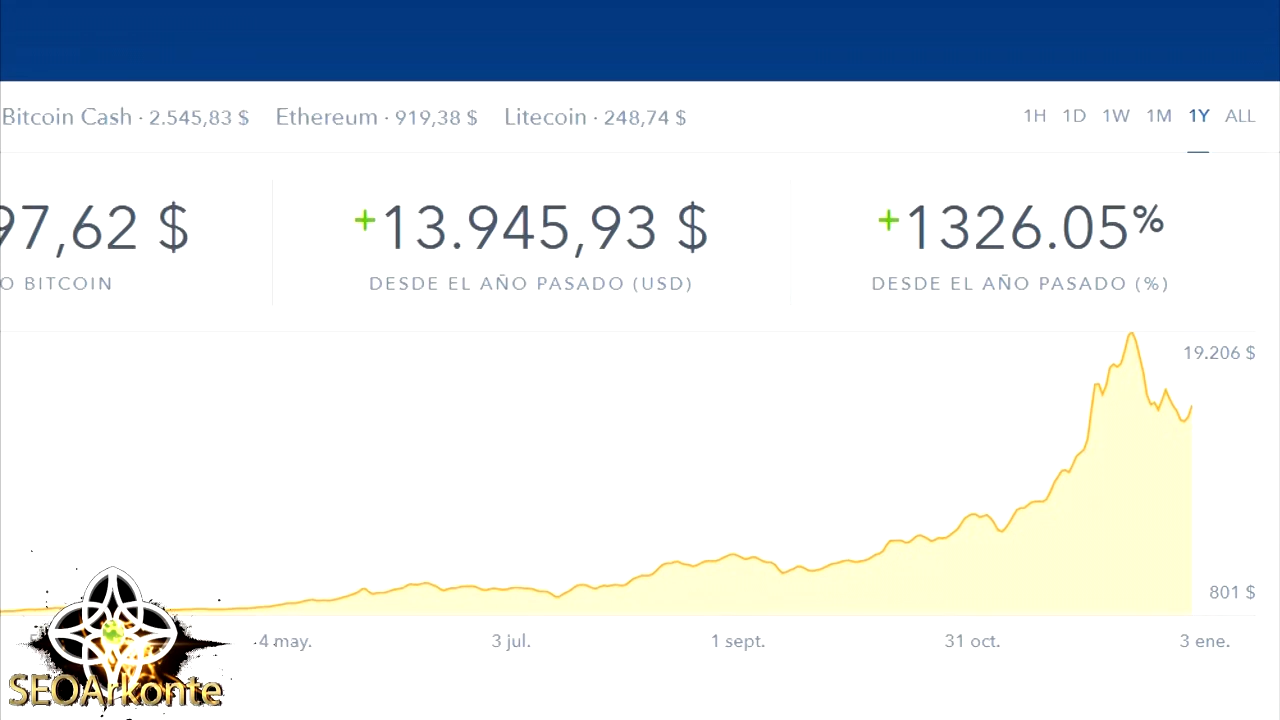 Bitcoin Cash · 2.545,83 $ Ethereum · 919,38 $ Litecoin · 248,74 $ 1H 1D 1W 1M 1Y ALL
97,62 $ +13.945,93 $ +1326.05%
O BITCOIN DESDE EL AÑO PASADO (USD) DESDE EL AÑO PASADO (%)
19.206 $
801 $
4 may. 3 jul. 1 sept. 31 oct. 3 ene.
SEOArkonte